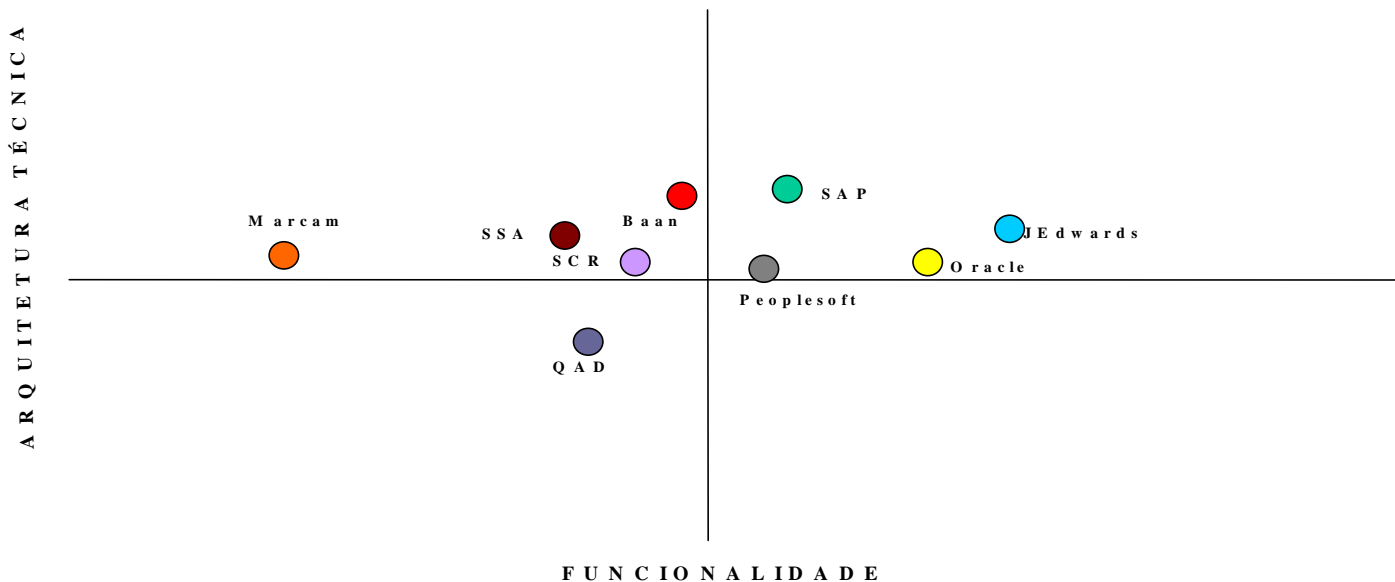 ARQUITETURA TÉCNICA
SAP
Marcam
Baan
SSA
JEdwards
SCR
Oracle
Peoplesoft
QAD
FUNCIONALIDADE